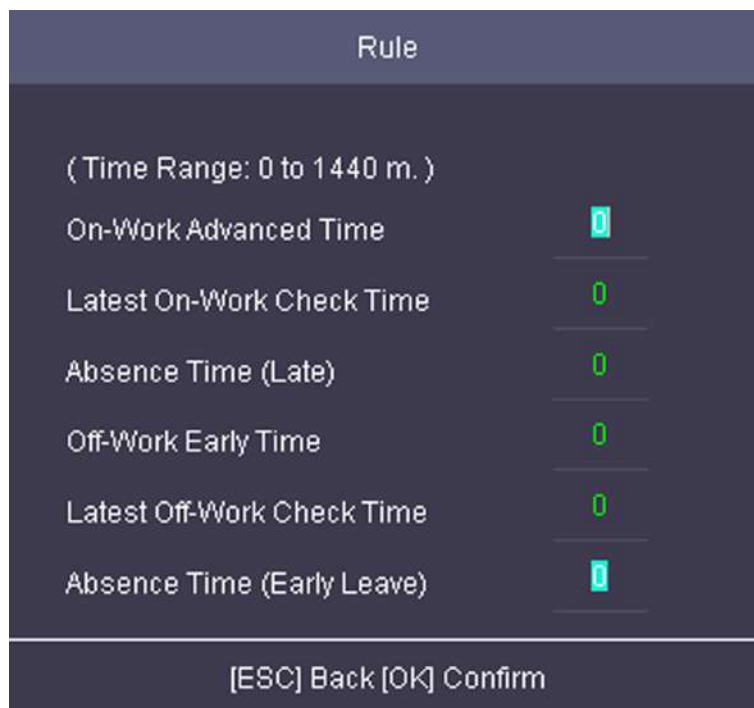 Rule
( Time Range: 0 to 1440 m. )
On-Work Advanced Time 0
Latest On-Work Check Time 0
Absence Time (Late) 0
Off-Work Early Time 0
Latest Off-Work Check Time 0
Absence Time (Early Leave) 0
[ESC] Back [OK] Confirm